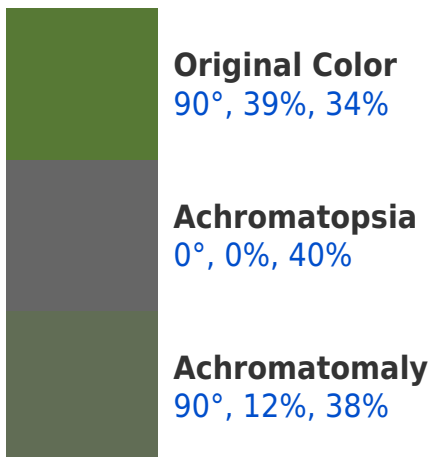 Original Color
90°, 39%, 34%
Achromatopsia
0°, 0%, 40%
Achromatomaly
90°, 12%, 38%